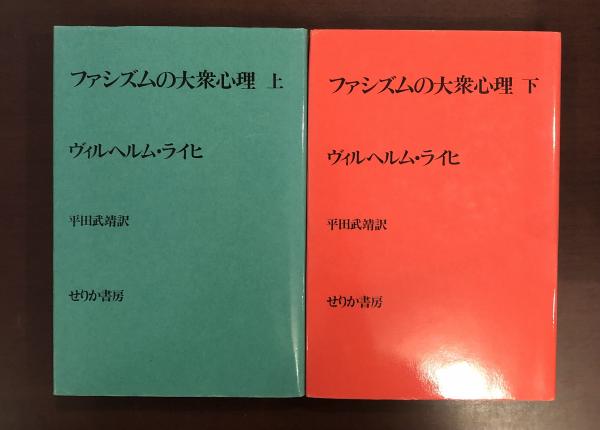 ファシズムの大衆心理 上
ヴィルヘルム・ライヒ
平田武靖訳
せりか書房
ファシズムの大衆心理 下
ヴィルヘルム・ライヒ
平田武靖訳
せりか書房